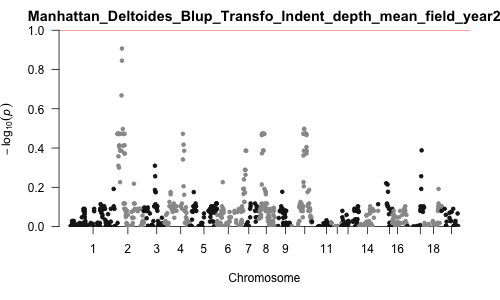 Manhattan_Deltoides_Blup_Transfo_Indent_depth_mean_field_year2
1.0
0.8
0.6
0.4
0.2
0.0
− log10(p)
1 2 3 4 5 6 7 8 9 11 14 16 18
Chromosome